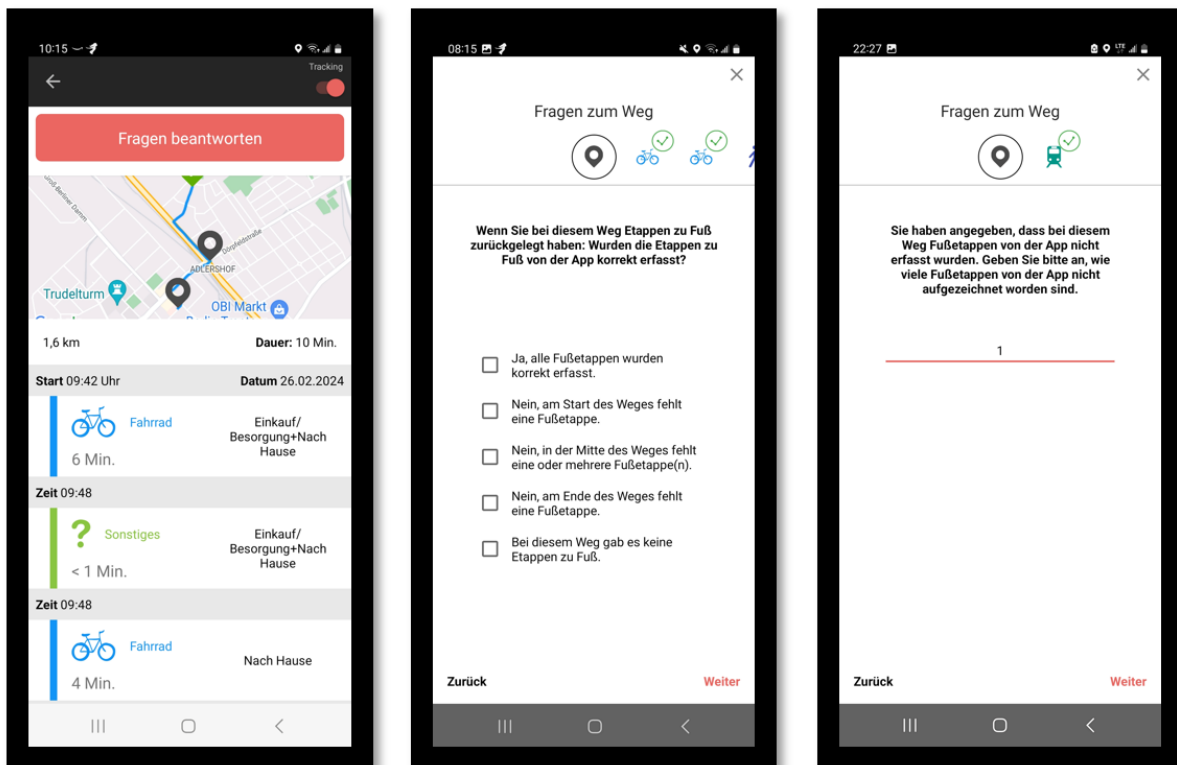 10:15
Tracking
Fragen beantworten
Groß-Berliner Damm
Dörpfeldstraße
ADLERSHOF
Trudelturm
OBI Markt
1,6 km
Dauer: 10 Min.
Start 09:42 Uhr
Datum 26.02.2024
Fahrrad
6 Min.
Einkauf/
Besorgung+Nach
Hause
Zeit 09:48
? Sonstiges
< 1 Min.
Einkauf/
Besorgung+Nach
Hause
Zeit 09:48
Fahrrad
4 Min.
Nach Hause
08:15
Fragen zum Weg
Wenn Sie bei diesem Weg Etappen zu Fuß
zurückgelegt haben: Wurden die Etappen zu
Fuß von der App korrekt erfasst?
Ja, alle Fußetappen wurden
korrekt erfasst.
Nein, am Start des Weges fehlt
eine Fußetappe.
Nein, in der Mitte des Weges fehlt
eine oder mehrere Fußetappe(n).
Nein, am Ende des Weges fehlt
eine Fußetappe.
Bei diesem Weg gab es keine
Etappen zu Fuß.
Zurück
Weiter
22:27
LTE
Fragen zum Weg
Sie haben angegeben, dass bei diesem
Weg Fußetappen von der App nicht
erfasst wurden. Geben Sie bitte an, wie
viele Fußetappen von der App nicht
aufgezeichnet worden sind.
1
Zurück
Weiter